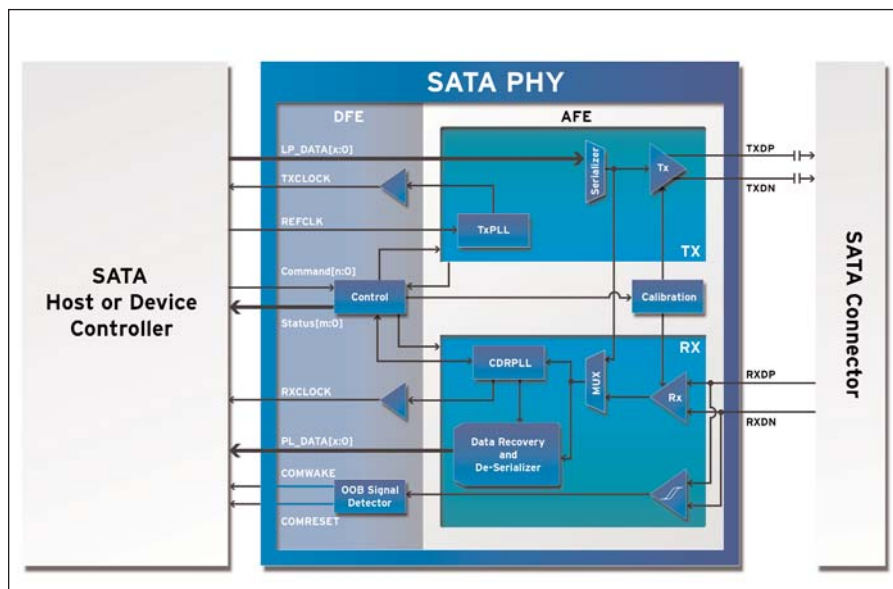 SATA PHY
DFE
AFE
LP_DATA[x:0]
Serializer
Tx
TXDP
TXCLOCK
TXDN
REFCLK
TxPLL
TX
SATA
Host or Device
Controller
Command[n:0]
Control
Calibration
Status[m:0]
SATA Connector
RX
CDRPLL
MUX
Rx
RXDP
RXCLOCK
RXDN
PL_DATA[x:0]
Data Recovery
and
De-Serializer
COMWAKE
OOB Signal
Detector
COMRESET